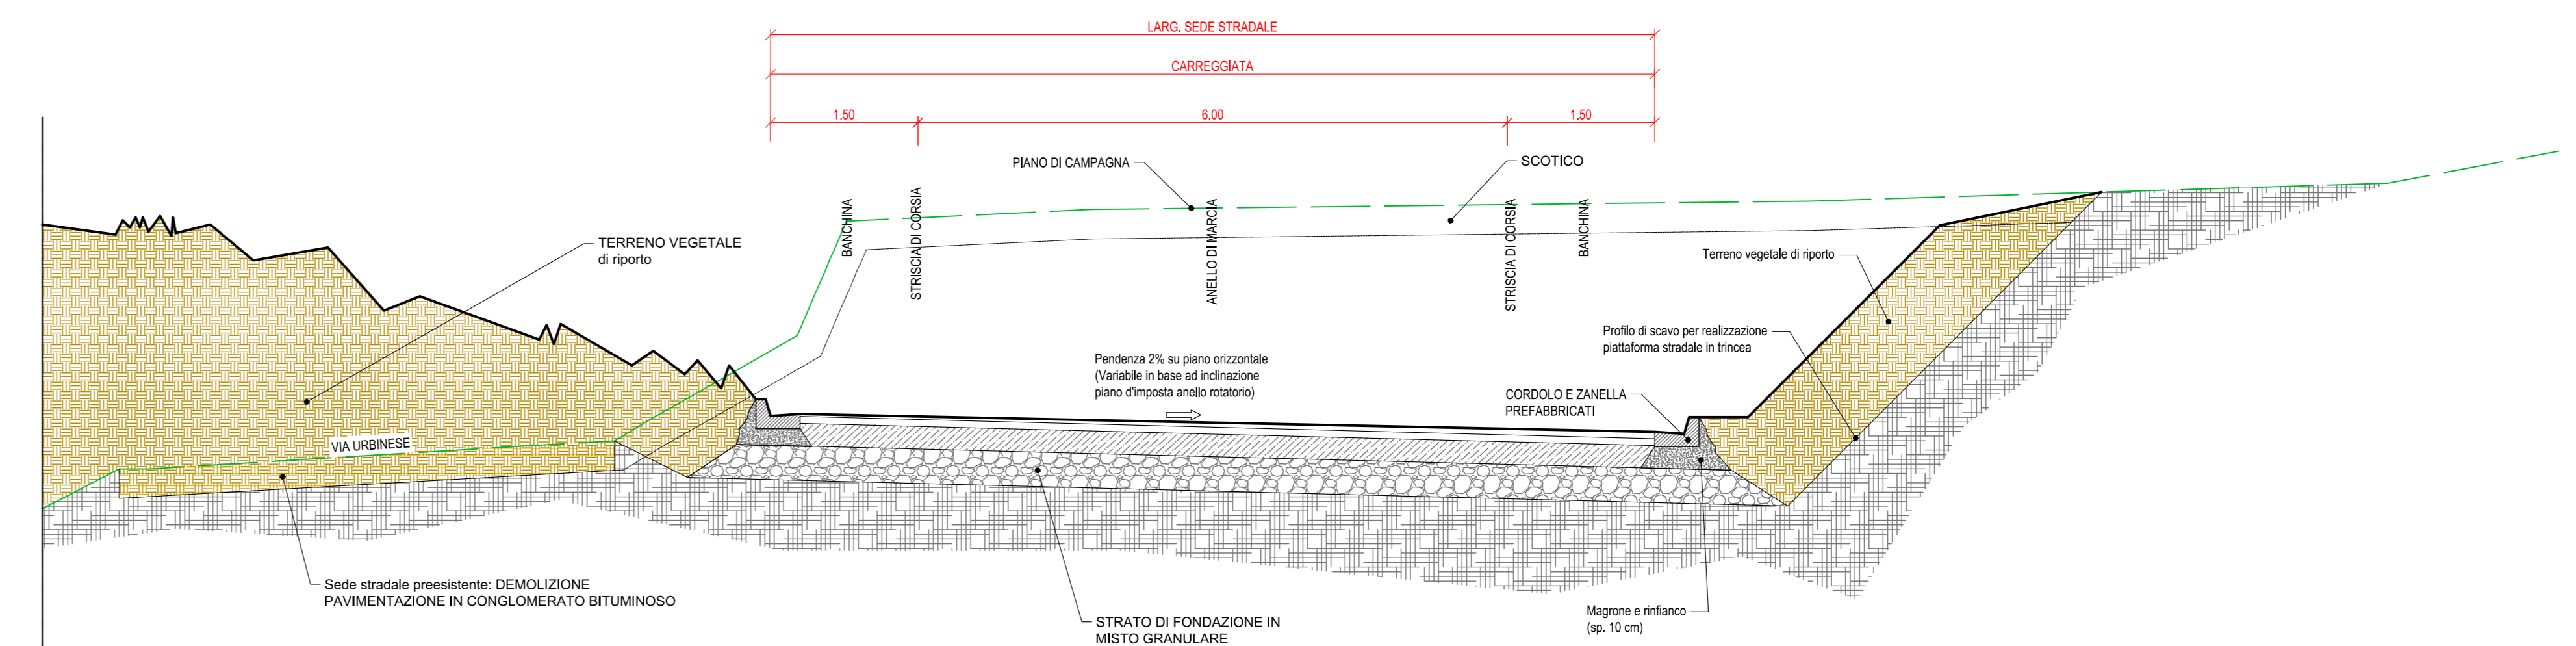 LARG. SEDE STRADALE
CARREGGIATA
1.50
6.00
1.50
PIANO DI CAMPAGNA
SCOTICO
BANCHINA
STRISCIA DI CORSIA
ANELLO DI MARCIA
STRISCIA DI CORSIA
BANCHINA
TERRENO VEGETALE
di riporto
Terreno vegetale di riporto
Profilo di scavo per realizzazione
piattaforma stradale in trincea
Pendenza 2% su piano orizzontale
(Variabile in base ad inclinazione
piano d'imposta anello rotatorio)
CORDOLO E ZANELLA
PREFABBRICATI
VIA URBINESE
Sede stradale preesistente: DEMOLIZIONE
PAVIMENTAZIONE IN CONGLOMERATO BITUMINOSO
STRATO DI FONDAZIONE IN
MISTO GRANULARE
Magrone e rinfianco
(sp. 10 cm)